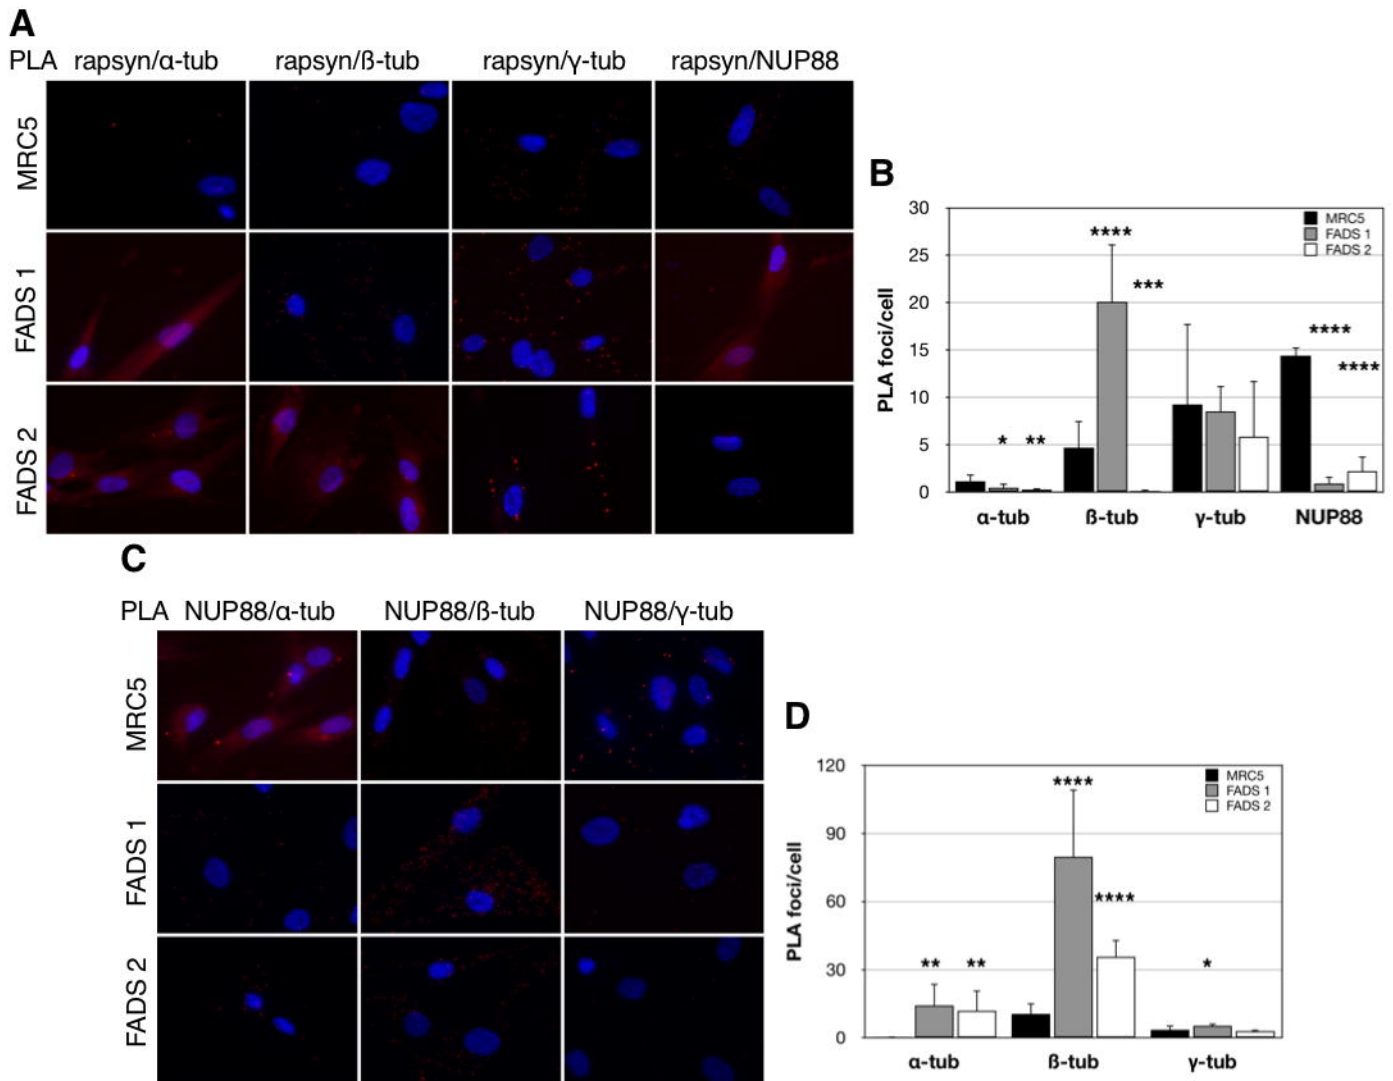 A
PLA rapsyn/α-tub rapsyn/ß-tub rapsyn/γ-tub rapsyn/NUP88
MRC5
FADS 1
FADS 2
B
30
25
20
15
10
5
0
PLA foci/cell
MRC5
FADS 1
FADS 2
* **
**** ***
**** ****
α-tub ß-tub γ-tub NUP88
C
PLA NUP88/α-tub NUP88/ß-tub NUP88/γ-tub
MRC5
FADS 1
FADS 2
D
120
90
60
30
0
PLA foci/cell
MRC5
FADS 1
FADS 2
** **
**** ****
*
α-tub ß-tub γ-tub